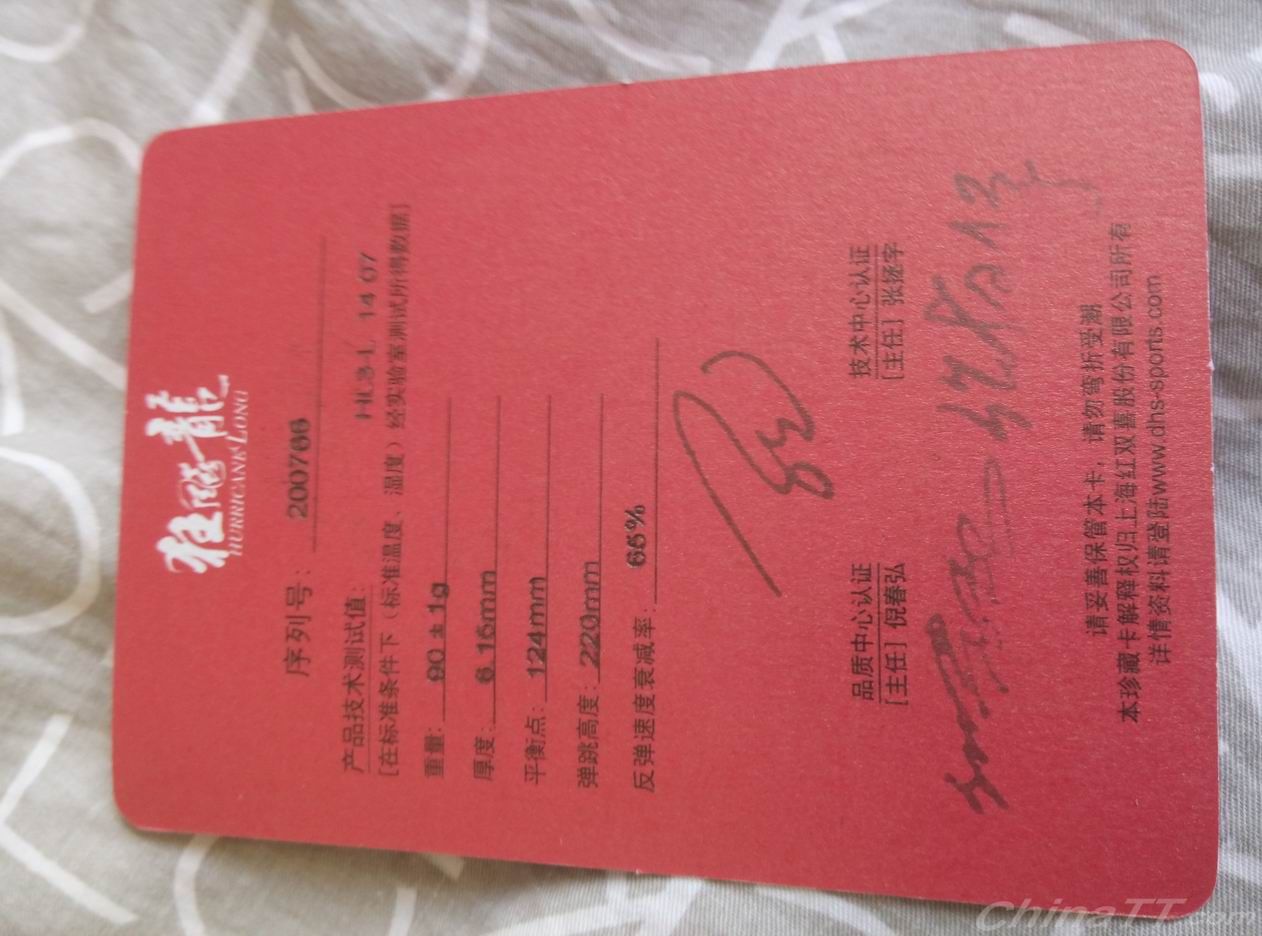 狂飚龍
HURRICANE LONG
序列号： 200766
产品技术测试值：
[在标准条件下（标准温度、湿度）经实验室测试所得数据]
重量： 90±1g
厚度： 6.16mm
平衡点： 124mm
弹跳高度： 220mm
反弹速度衰减率： 66%
品质中心认证 技术中心认证
[主任] 倪春弘 [主任] 张拯宇
请妥善保管本卡，请勿弯折受潮
本珍藏卡解释权归上海红双喜股份有限公司所有
详情资料请登陆www.dhs-sports.com
ChinaTT.com